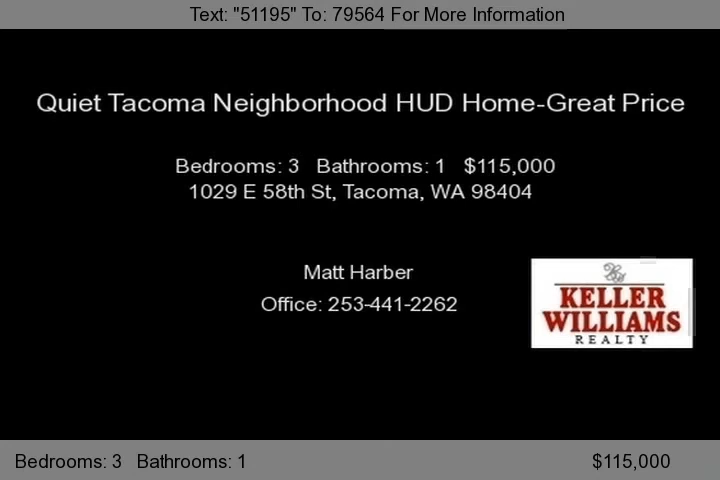 Text: "51195" To: 79564 For More Information
Quiet Tacoma Neighborhood HUD Home-Great Price
Bedrooms: 3 Bathrooms: 1 $115,000
1029 E 58th St, Tacoma, WA 98404
Matt Harber
Office: 253-441-2262
KELLER
WILLIAMS
REALTY
Bedrooms: 3 Bathrooms: 1 $115,000